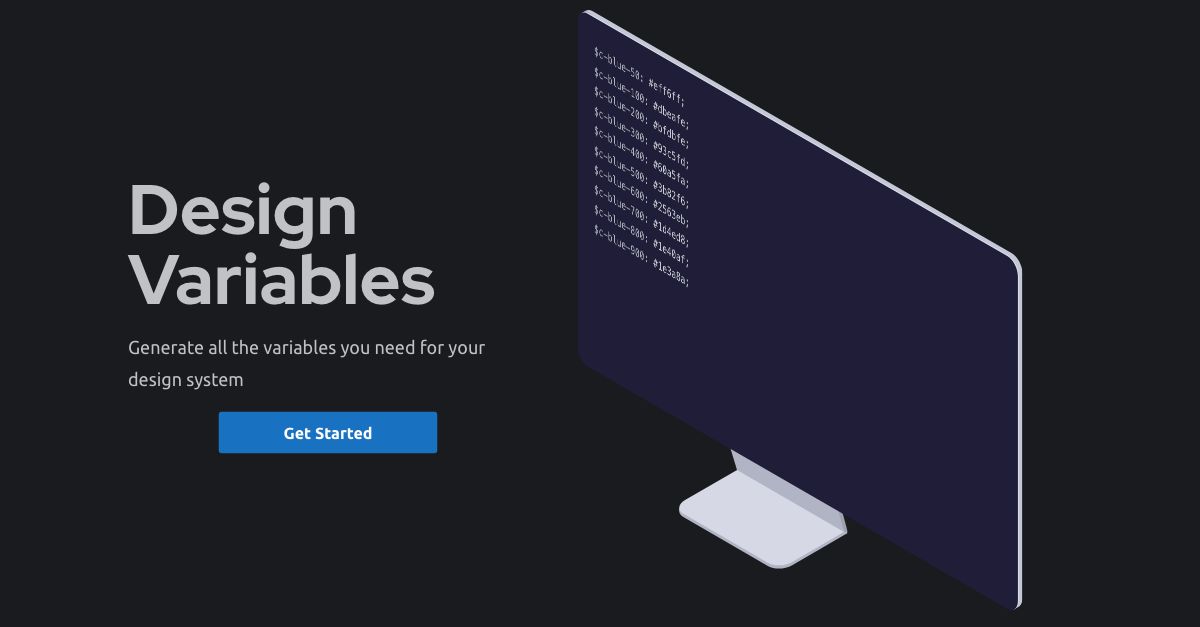 Design
Variables
Generate all the variables you need for your
design system
Get Started
$c-blue-50: #eff6ff;
$c-blue-100: #dbeafe;
$c-blue-200: #bfdbfe;
$c-blue-300: #93c5fd;
$c-blue-400: #60a5fa;
$c-blue-500: #3b82f6;
$c-blue-600: #2563eb;
$c-blue-700: #1d4ed8;
$c-blue-800: #1e40af;
$c-blue-900: #1e3a8a;